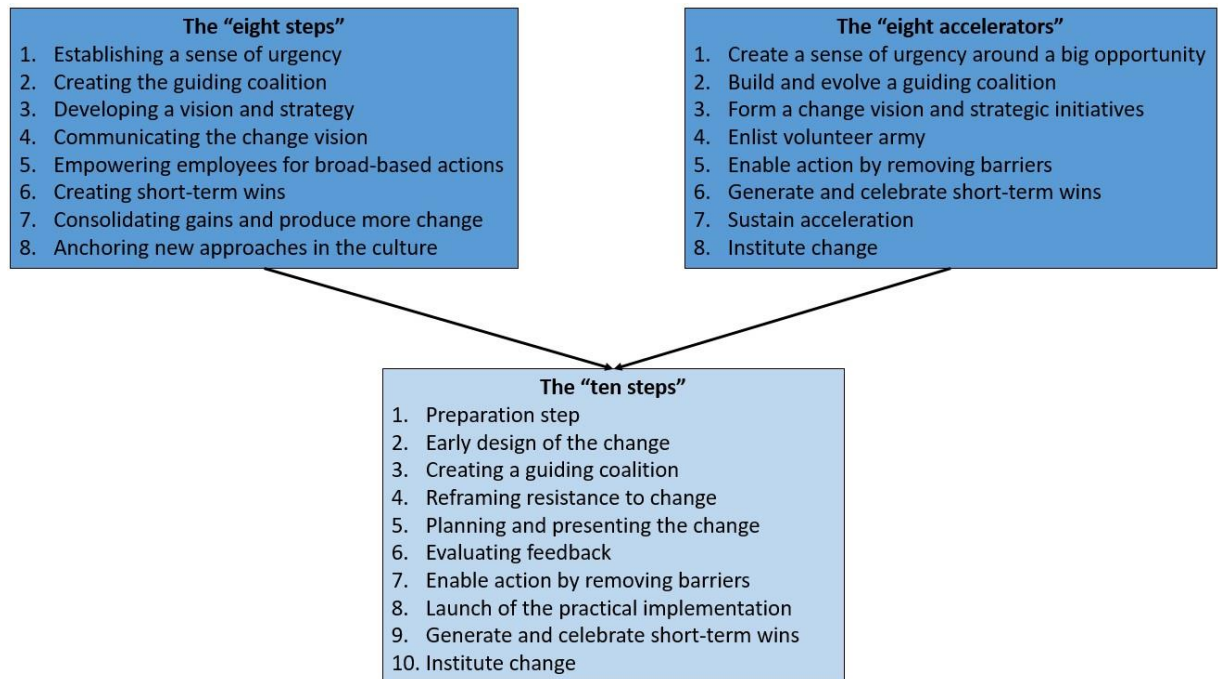 The “eight steps”
1. Establishing a sense of urgency
2. Creating the guiding coalition
3. Developing a vision and strategy
4. Communicating the change vision
5. Empowering employees for broad-based actions
6. Creating short-term wins
7. Consolidating gains and produce more change
8. Anchoring new approaches in the culture
The “eight accelerators”
1. Create a sense of urgency around a big opportunity
2. Build and evolve a guiding coalition
3. Form a change vision and strategic initiatives
4. Enlist volunteer army
5. Enable action by removing barriers
6. Generate and celebrate short-term wins
7. Sustain acceleration
8. Institute change
The “ten steps”
1. Preparation step
2. Early design of the change
3. Creating a guiding coalition
4. Reframing resistance to change
5. Planning and presenting the change
6. Evaluating feedback
7. Enable action by removing barriers
8. Launch of the practical implementation
9. Generate and celebrate short-term wins
10. Institute change